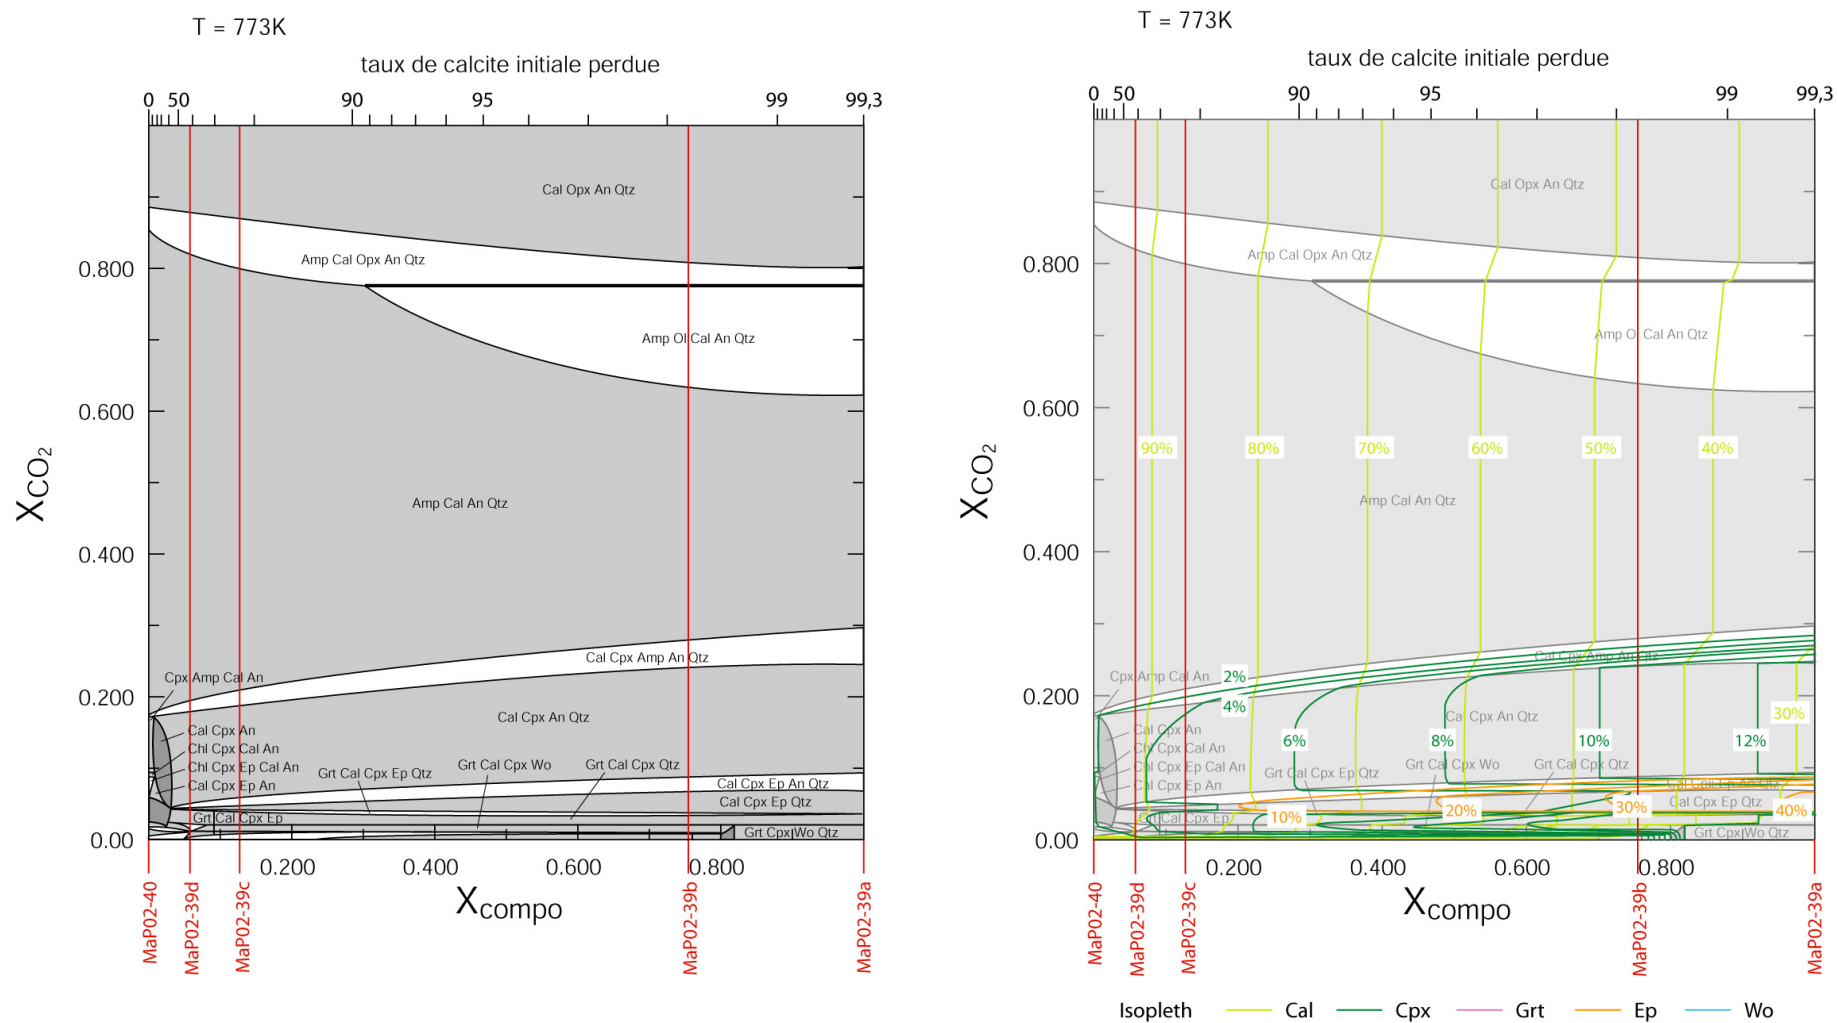 T = 773K
taux de calcite initiale perdue
0 50 90 95 99 99,3
Cal Opx An Qtz
Amp Cal Opx An Qtz
0.800
Amp Ol Cal An Qtz
0.600
XCO2
Amp Cal An Qtz
0.400
Cal Cpx Amp An Qtz
Cpx Amp Cal An
0.200
Cal Cpx An Qtz
Cal Cpx An
Chl Cpx Cal An
Chl Cpx Ep Cal An
Cal Cpx Ep An
Grt Cal Cpx Ep Qtz
Grt Cal Cpx Wo
Grt Cal Cpx Qtz
Cal Cpx Ep An Qtz
Cal Cpx Ep Qtz
Grt Cal Cpx Ep
Grt Cpx Wo Qtz
0.00
0.200 0.400 0.600 0.800
Xcompo
MaP02-40
MaP02-39d
MaP02-39c
MaP02-39b
MaP02-39a
T = 773K
taux de calcite initiale perdue
0 50 90 95 99 99,3
Cal Opx An Qtz
Amp Cal Opx An Qtz
0.800
Amp Ol Cal An Qtz
0.600
90% 80% 70% 60% 50% 40%
XCO2
Amp Cal An Qtz
0.400
Cal Cpx Amp An Qtz
Cpx Amp Cal An
2%
0.200
4%
Cal Cpx An Qtz
30%
Cal Cpx An
6% 8% 10% 12%
Chl Cpx Cal An
Chl Cpx Ep Cal An
Cal Cpx Ep An
Grt Cal Cpx Ep Qtz
Grt Cal Cpx Wo
Grt Cal Cpx Qtz
Cal Cpx Ep An Qtz
Cal Cpx Ep Qtz
10% 20% 30% 40%
Cal Cpx Ep
Grt Cpx Wo Qtz
0.00
0.200 0.400 0.600 0.800
Xcompo
MaP02-40
MaP02-39d
MaP02-39c
MaP02-39b
MaP02-39a
Isopleth Cal Cpx Grt Ep Wo